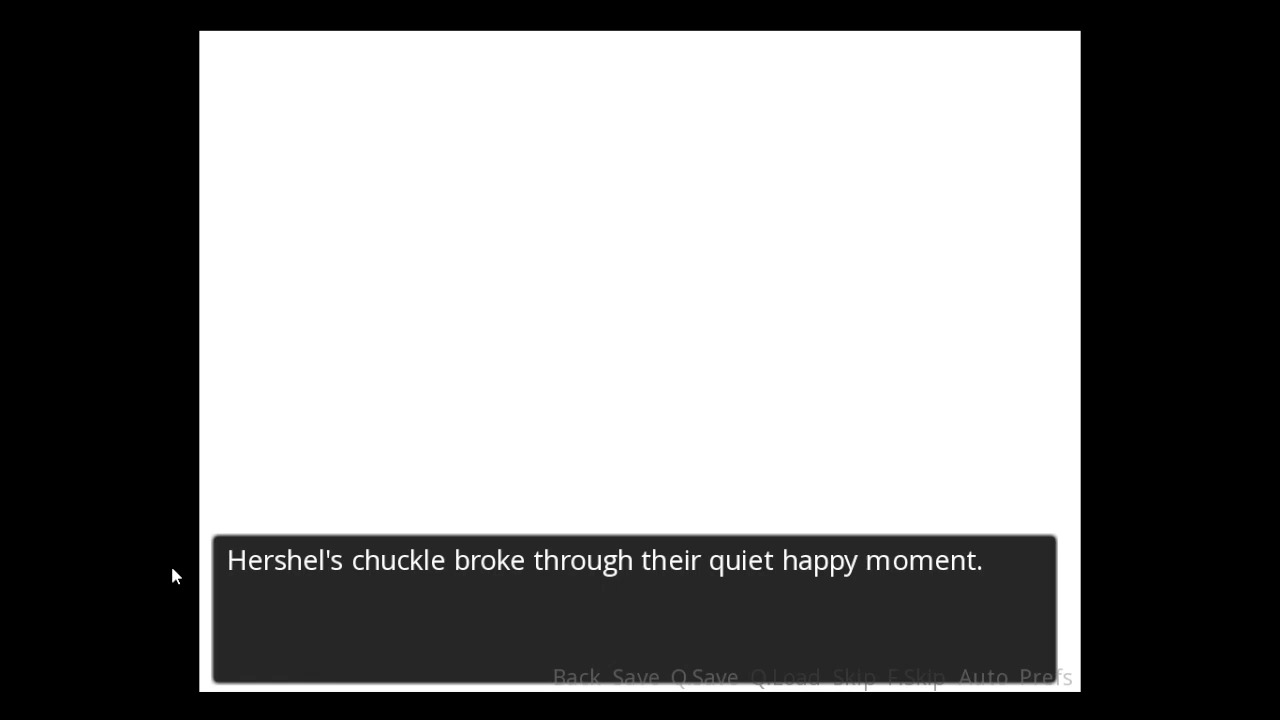 Hershel's chuckle broke through their quiet happy moment.
Back Save Q.Save Q.Load Skip F.Skip Auto Prefs